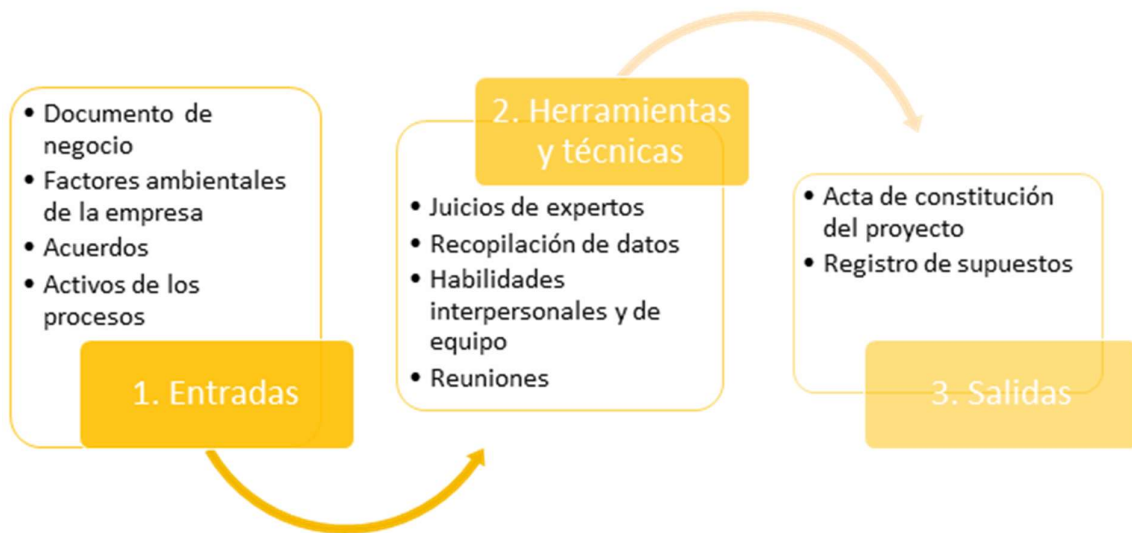 • Documento de
negocio
• Factores ambientales
de la empresa
• Acuerdos
• Activos de los
procesos
1. Entradas
2. Herramientas
y técnicas
• Juicios de expertos
• Recopilación de datos
• Habilidades
interpersonales y de
equipo
• Reuniones
• Acta de constitución
del proyecto
• Registro de supuestos
3. Salidas